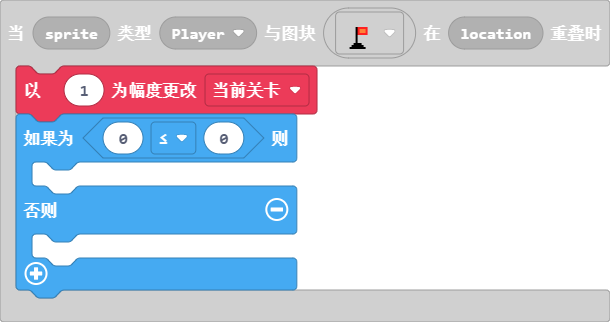 当 sprite 类型 Player 与图块 在 location 重叠时
以 1 为幅度更改 当前关卡
如果为 0 ≤ 0 则
否则